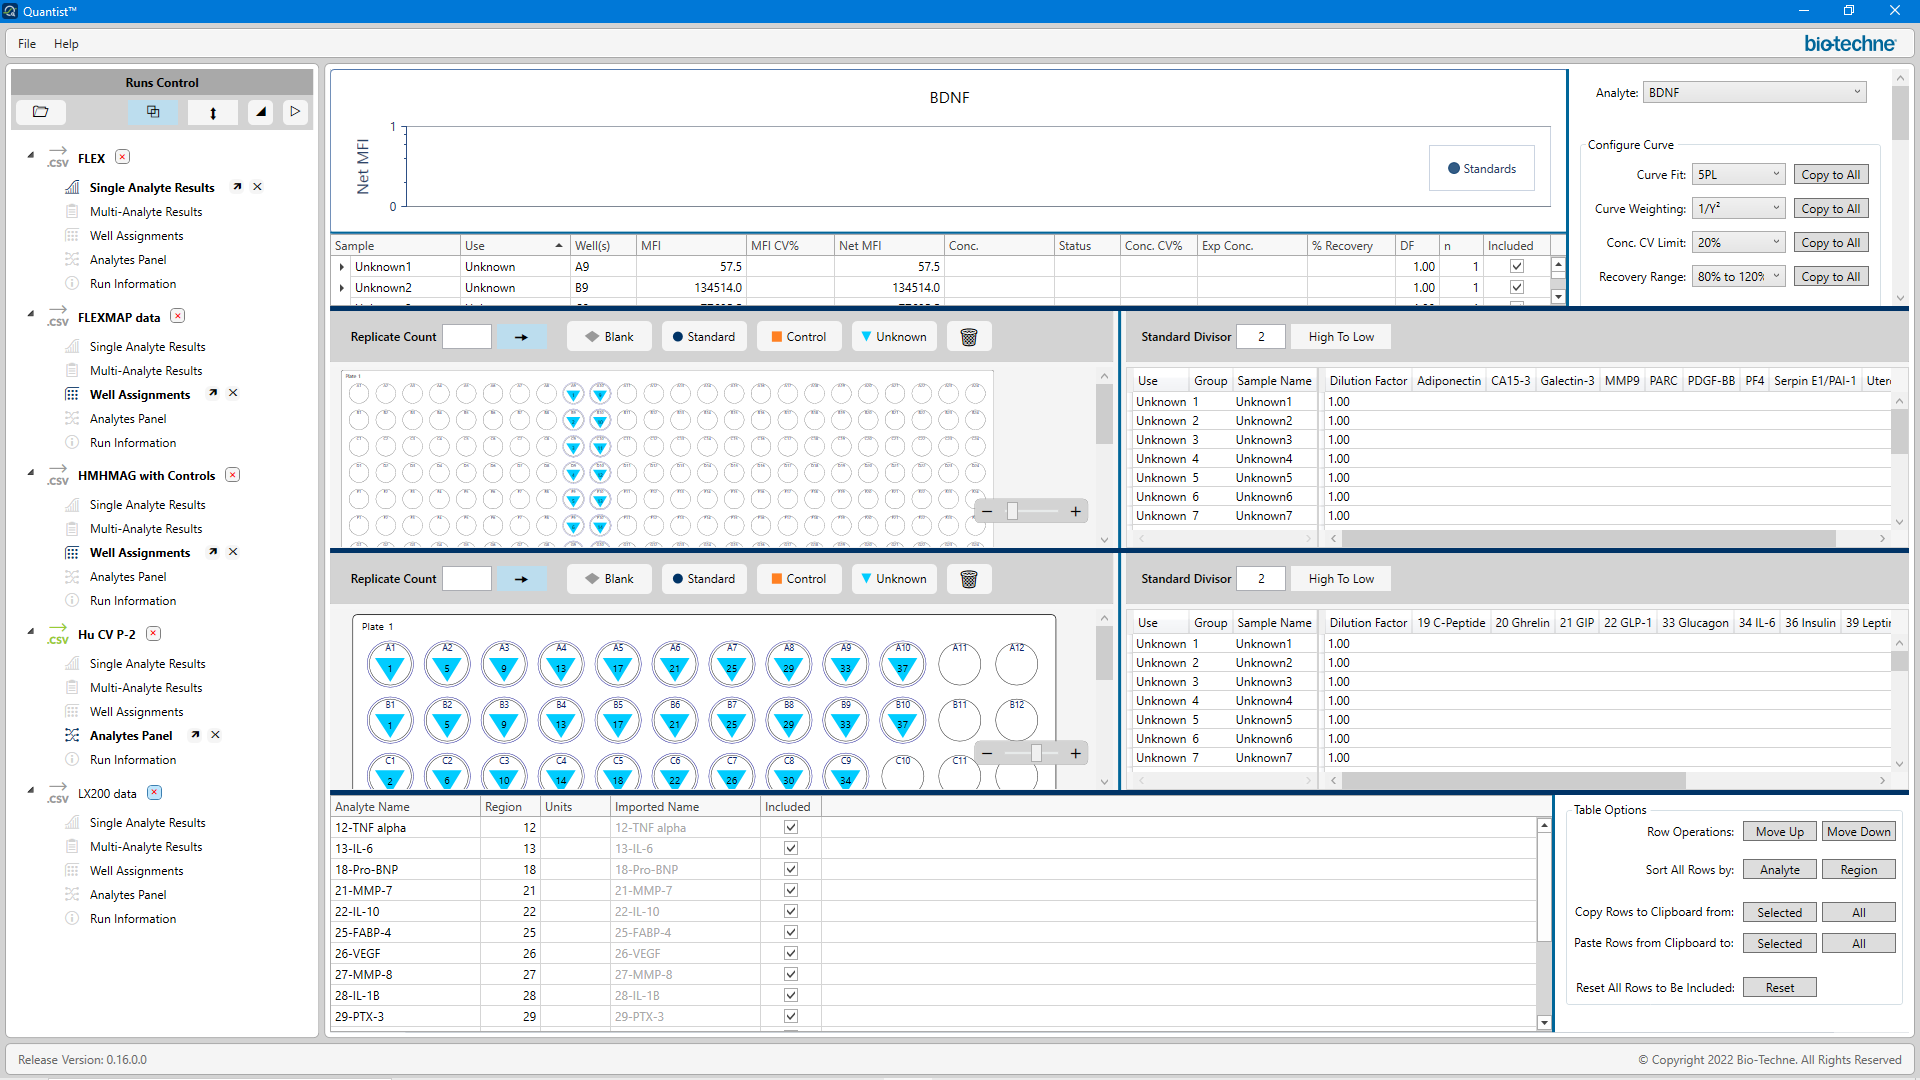 Quantist™
File Help
bio-techne®
Runs Control
.CSV FLEX
Single Analyte Results
Multi-Analyte Results
Well Assignments
Analytes Panel
Run Information
.CSV FLEXMAP data
Single Analyte Results
Multi-Analyte Results
Well Assignments
Analytes Panel
Run Information
.CSV HMHMAG with Controls
Single Analyte Results
Multi-Analyte Results
Well Assignments
Analytes Panel
Run Information
.CSV Hu CV P-2
Single Analyte Results
Multi-Analyte Results
Well Assignments
Analytes Panel
Run Information
.CSV LX200 data
Single Analyte Results
Multi-Analyte Results
Well Assignments
Analytes Panel
Run Information
BDNF
Net MFI
1
0
Standards
Sample Use Well(s) MFI MFI CV% Net MFI Conc. Status Conc. CV% Exp Conc. % Recovery DF n Included
Unknown1 Unknown A9 57.5 57.5 1.00 1
Unknown2 Unknown B9 134514.0 134514.0 1.00 1
Analyte: BDNF
Configure Curve
Curve Fit: 5PL Copy to All
Curve Weighting: 1/Y² Copy to All
Conc. CV Limit: 20% Copy to All
Recovery Range: 80% to 120% Copy to All
Replicate Count Blank Standard Control Unknown
Plate 1
Standard Divisor 2 High To Low
Use Group Sample Name Dilution Factor Adiponectin CA15-3 Galectin-3 MMP9 PARC PDGF-BB PF4 Serpin E1/PAI-1 Uter
Unknown 1 Unknown1 1.00
Unknown 2 Unknown2 1.00
Unknown 3 Unknown3 1.00
Unknown 4 Unknown4 1.00
Unknown 5 Unknown5 1.00
Unknown 6 Unknown6 1.00
Unknown 7 Unknown7 1.00
Replicate Count Blank Standard Control Unknown
Plate 1
A1 A2 A3 A4 A5 A6 A7 A8 A9 A10 A11 A12
1 5 9 13 17 21 25 29 33 37
B1 B2 B3 B4 B5 B6 B7 B8 B9 B10 B11 B12
1 5 9 13 17 21 25 29 33 37
C1 C2 C3 C4 C5 C6 C7 C8 C9 C10 C11
2 6 10 14 18 22 26 30 34
Standard Divisor 2 High To Low
Use Group Sample Name Dilution Factor 19 C-Peptide 20 Ghrelin 21 GIP 22 GLP-1 33 Glucagon 34 IL-6 36 Insulin 39 Leptin
Unknown 1 Unknown1 1.00
Unknown 2 Unknown2 1.00
Unknown 3 Unknown3 1.00
Unknown 4 Unknown4 1.00
Unknown 5 Unknown5 1.00
Unknown 6 Unknown6 1.00
Unknown 7 Unknown7 1.00
Analyte Name Region Units Imported Name Included
12-TNF alpha 12 12-TNF alpha
13-IL-6 13 13-IL-6
18-Pro-BNP 18 18-Pro-BNP
21-MMP-7 21 21-MMP-7
22-IL-10 22 22-IL-10
25-FABP-4 25 25-FABP-4
26-VEGF 26 26-VEGF
27-MMP-8 27 27-MMP-8
28-IL-1B 28 28-IL-1B
29-PTX-3 29 29-PTX-3
Table Options
Row Operations: Move Up Move Down
Sort All Rows by: Analyte Region
Copy Rows to Clipboard from: Selected All
Paste Rows from Clipboard to: Selected All
Reset All Rows to Be Included: Reset
Release Version: 0.16.0.0
© Copyright 2022 Bio-Techne. All Rights Reserved